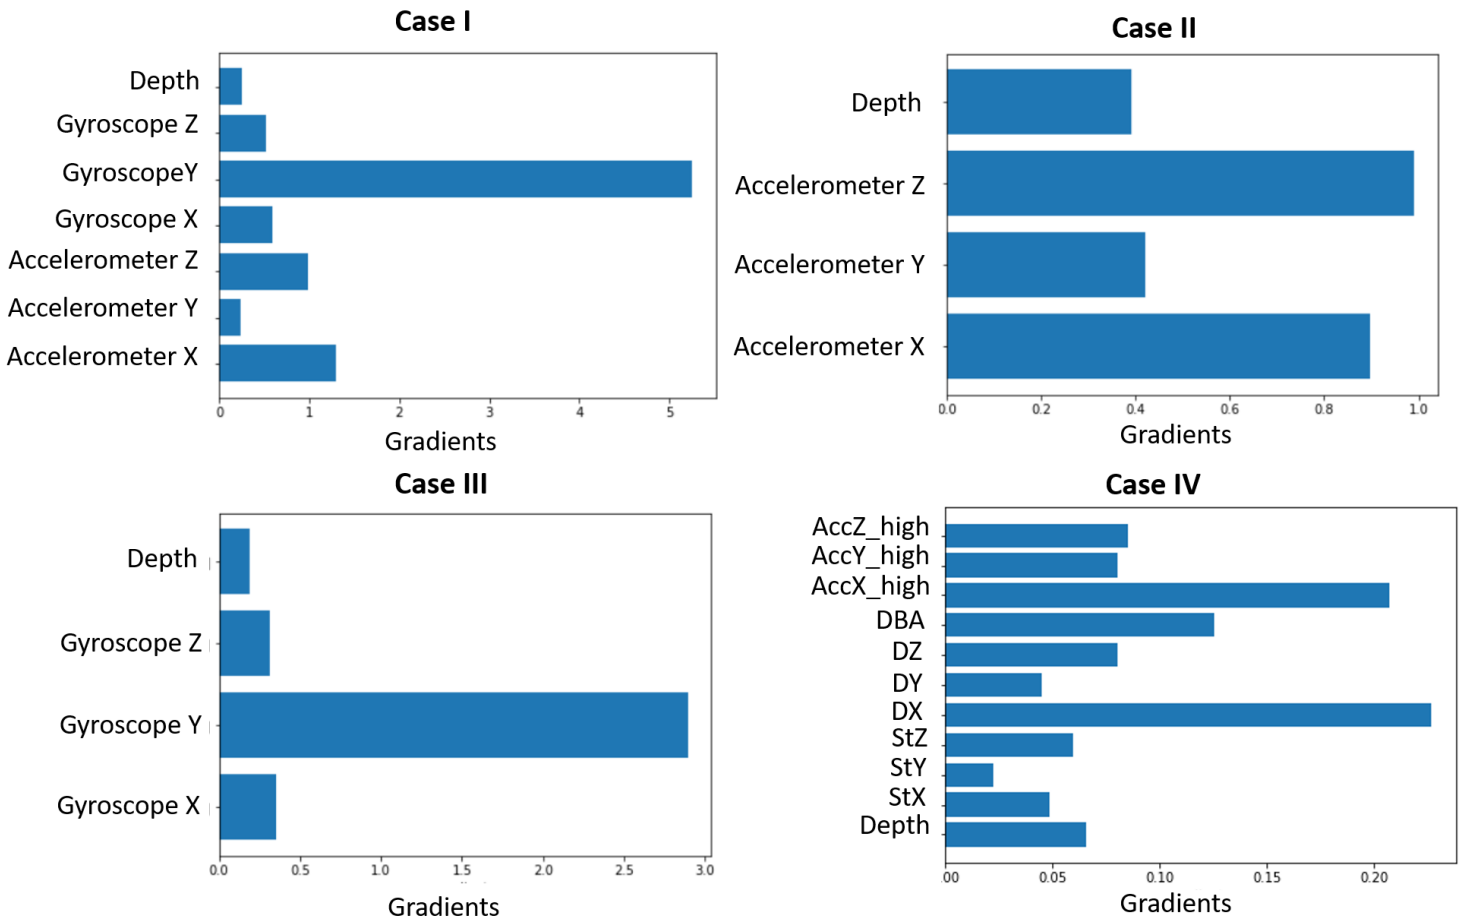 Case I
Depth
Gyroscope Z
GyroscopeY
Gyroscope X
Accelerometer Z
Accelerometer Y
Accelerometer X
0 1 2 3 4 5
Gradients
Case II
Depth
Accelerometer Z
Accelerometer Y
Accelerometer X
0.0 0.2 0.4 0.6 0.8 1.0
Gradients
Case III
Depth
Gyroscope Z
Gyroscope Y
Gyroscope X
0.0 0.5 1.0 1.5 2.0 2.5 3.0
Gradients
Case IV
AccZ_high
AccY_high
AccX_high
DBA
DZ
DY
DX
StZ
StY
StX
Depth
.00 0.05 0.10 0.15 0.20
Gradients